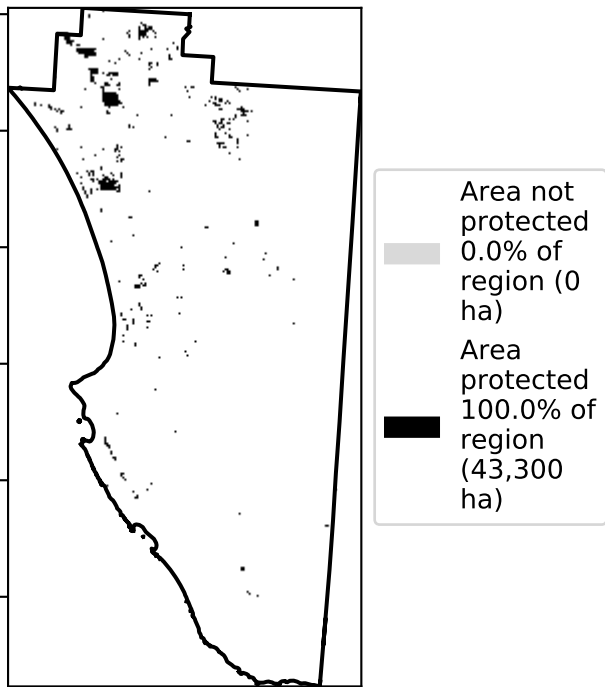 Area not
protected
0.0% of
region (0
ha)
Area
protected
100.0% of
region
(43,300
ha)